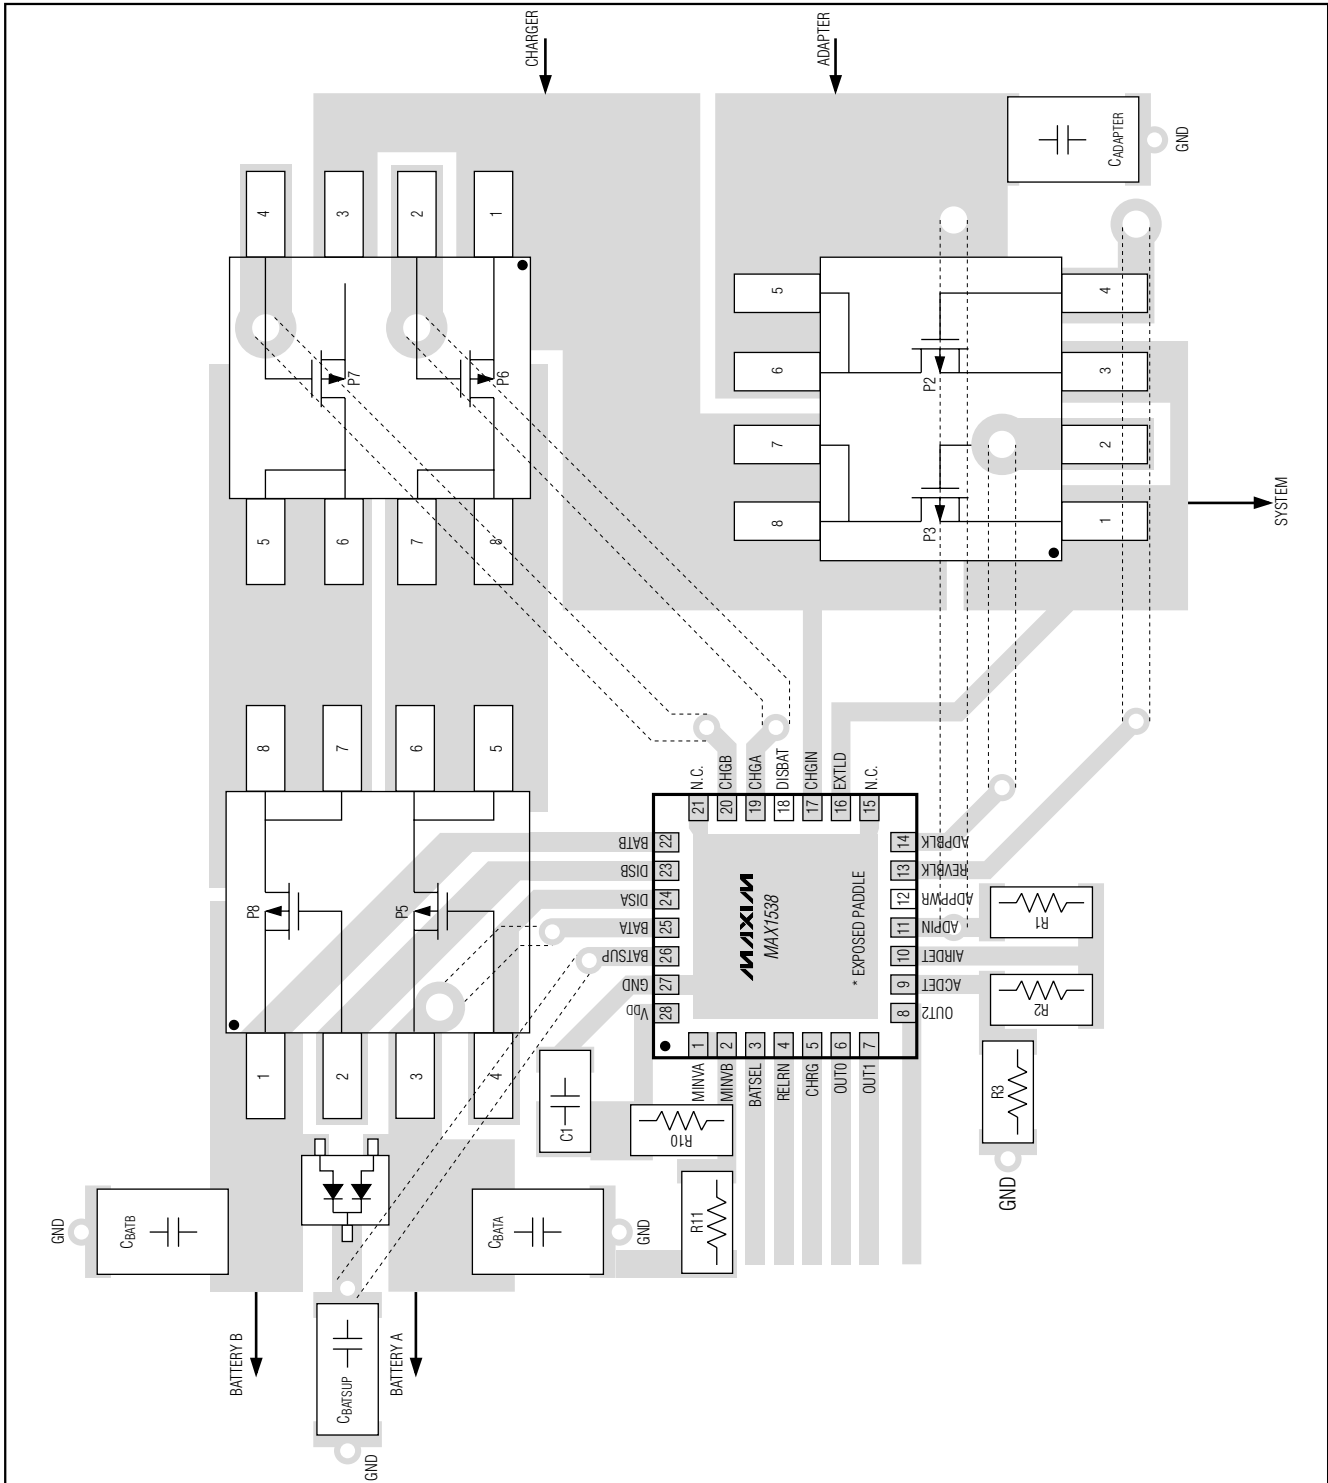 CHARGER
ADAPTER
CADAPTER
GND
4
3
2
1
P7
P6
5
6
7
8
5
6
7
8
P2
P3
4
3
2
1
SYSTEM
8
7
6
5
P8
P5
1
2
3
4
21 N.C.
20 CHGB
19 CHGA
18 DISBAT
17 CHGIN
16 EXTLD
15 N.C.
BATB 22
DISB 23
DISA 24
BATA 25
BATSUP 26
GND 27
VDD 28
14 ADPBLK
13 REVBLK
12 ADPPWR
11 ADPIN
10 AIRDET
9 ACDET
8 OUT2
MAXIM
MAX1538
* EXPOSED PADDLE
1 MINVA
2 MINVB
3 BATSEL
4 RELRN
5 CHRG
6 OUT0
7 OUT1
R1
R2
R3
GND
C1
R10
R11
GND
CBATB
CBATA
GND
BATTERY B
CBATSUP
BATTERY A
GND